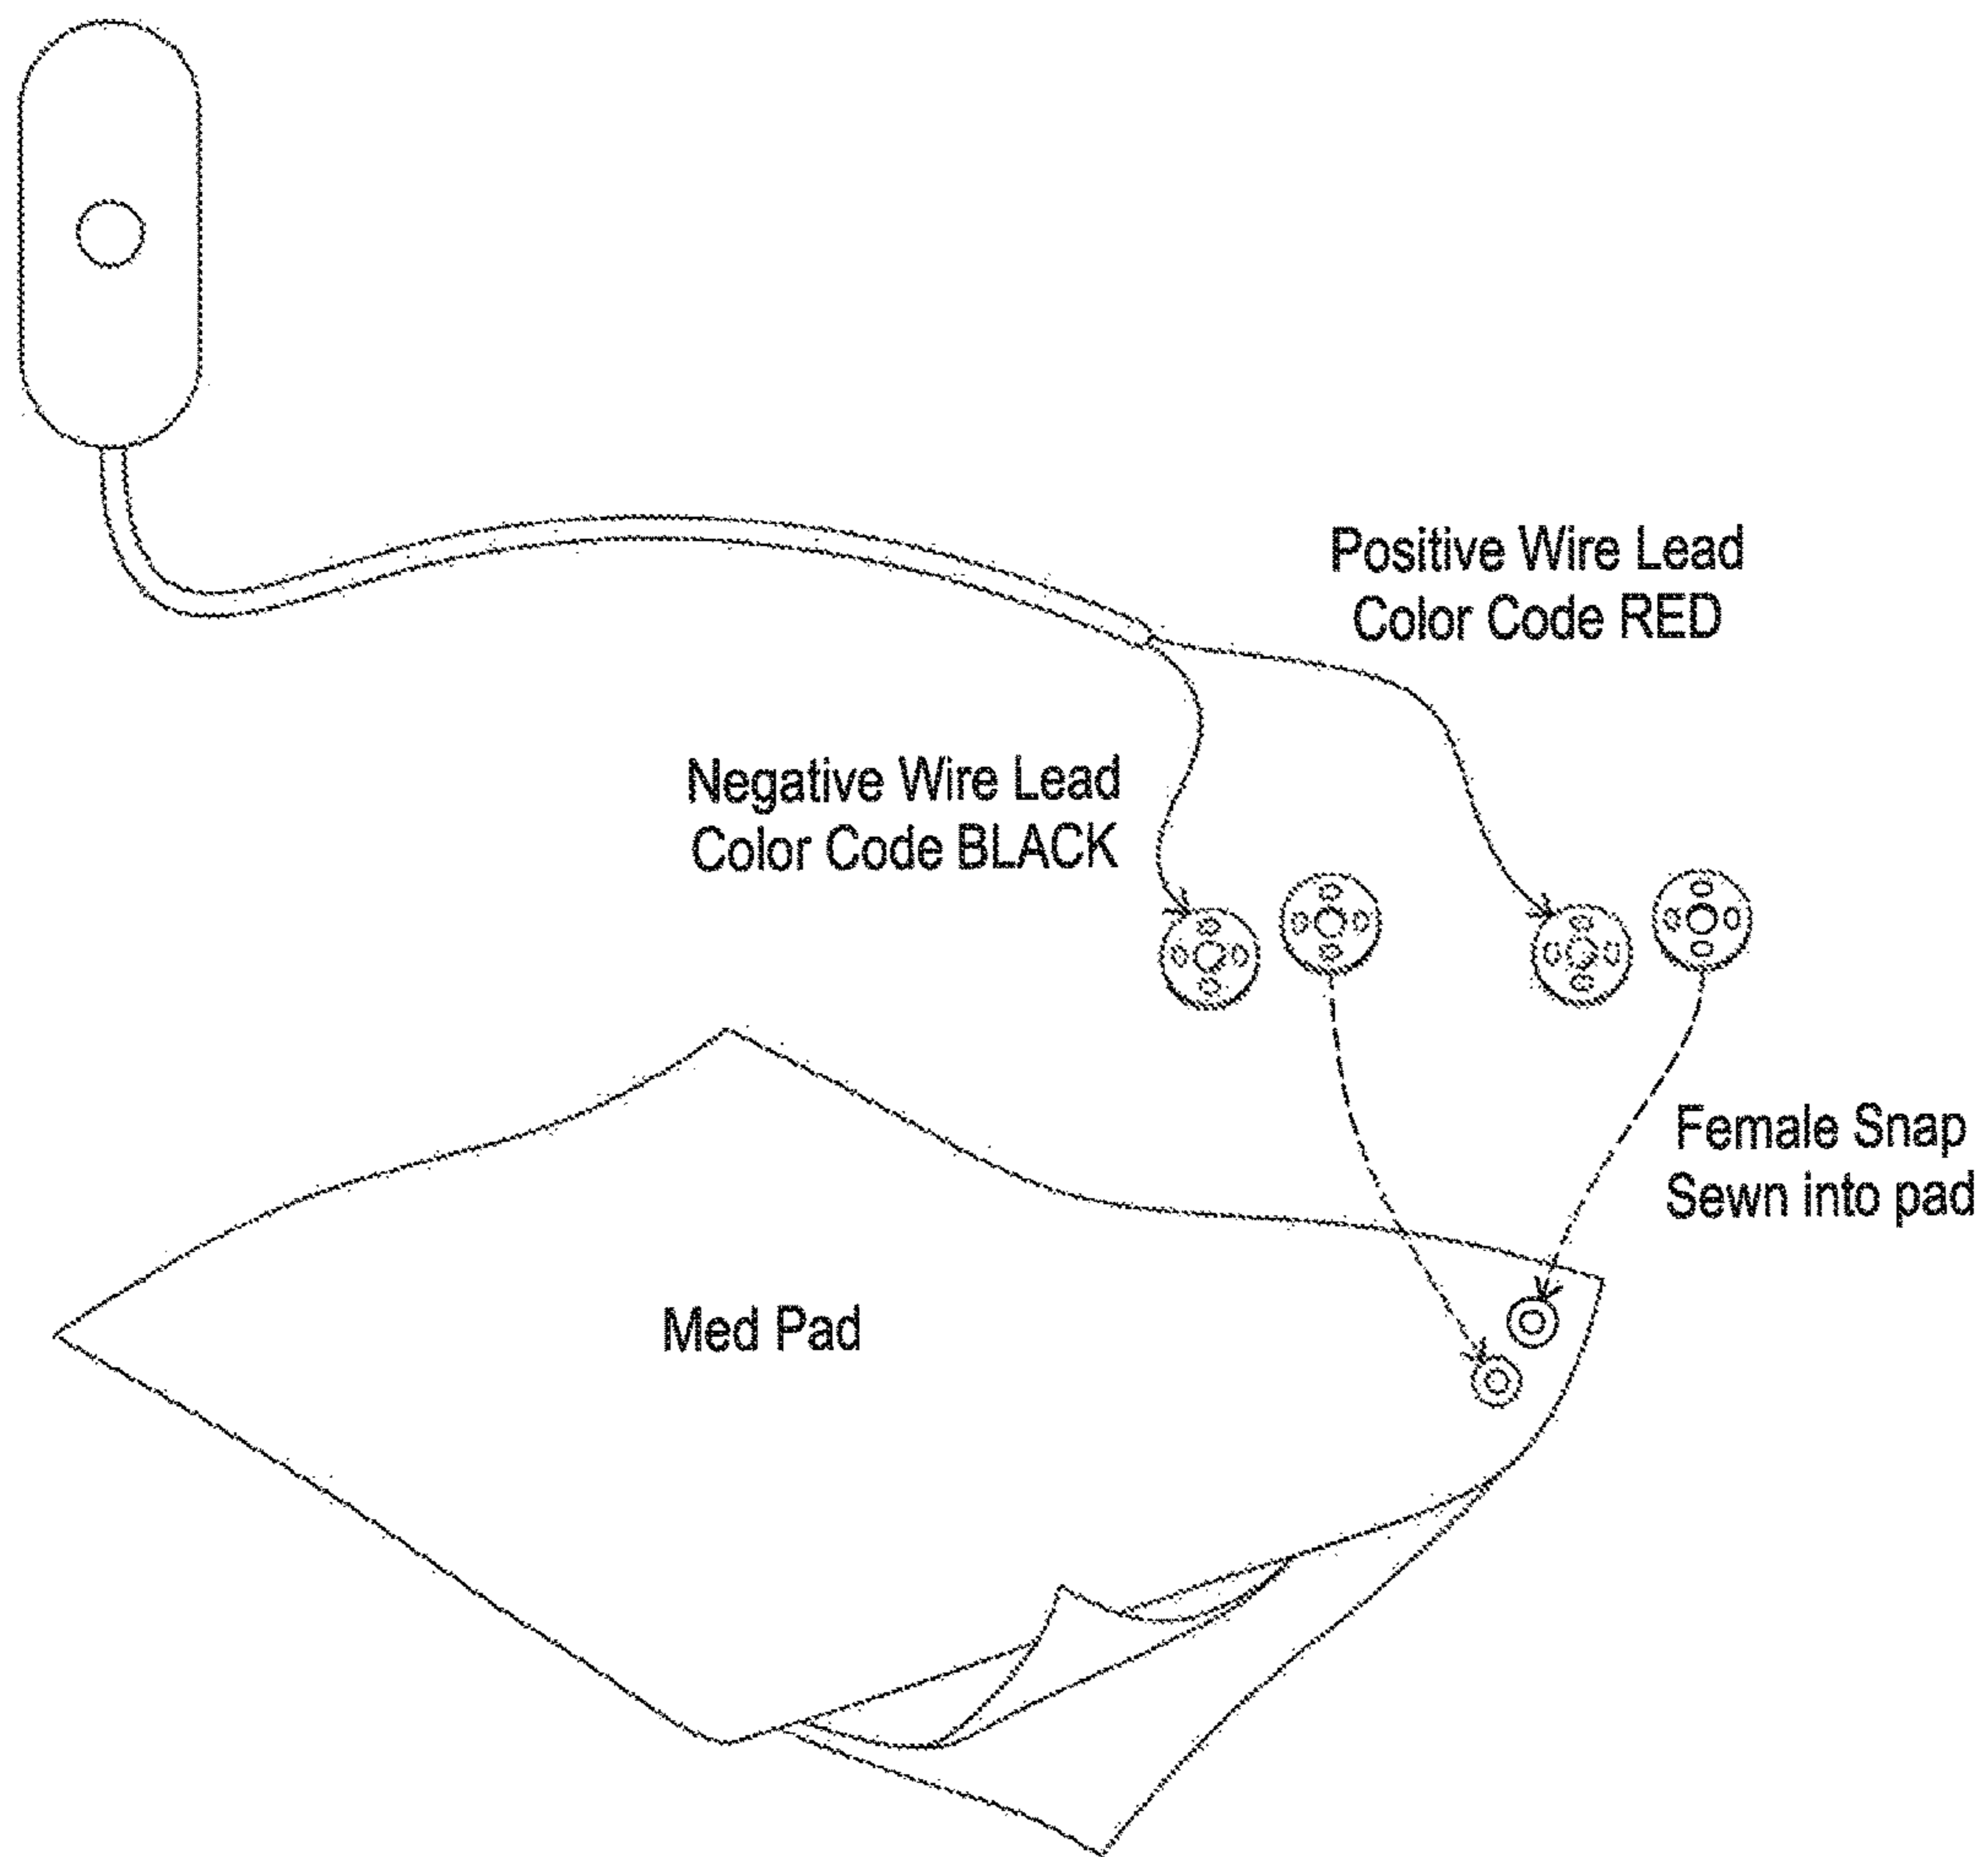 Positive Wire Lead
Color Code RED
Negative Wire Lead
Color Code BLACK
Female Snap
Sewn into pad
Med Pad